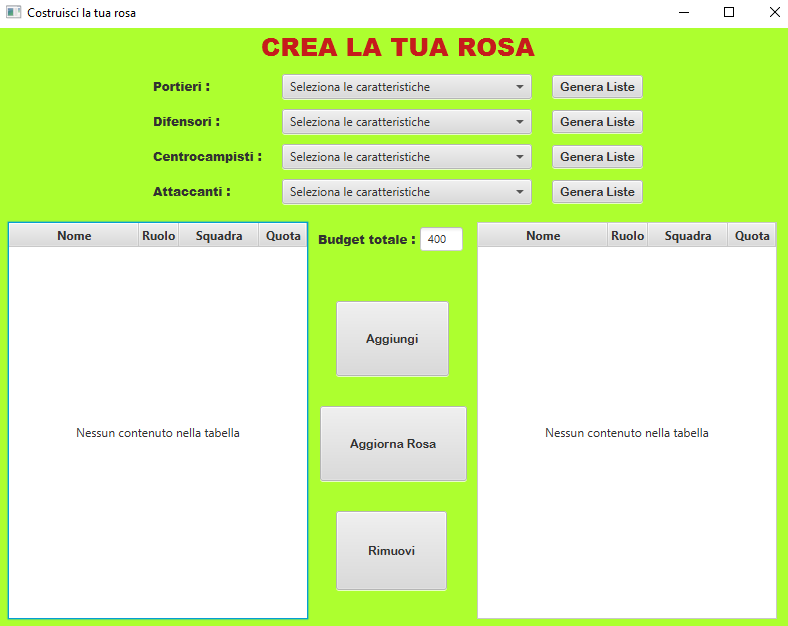 Costruisci la tua rosa
CREA LA TUA ROSA
Portieri : Seleziona le caratteristiche Genera Liste
Difensori : Seleziona le caratteristiche Genera Liste
Centrocampisti : Seleziona le caratteristiche Genera Liste
Attaccanti : Seleziona le caratteristiche Genera Liste
Nome Ruolo Squadra Quota
Nessun contenuto nella tabella
Budget totale : 400
Aggiungi
Aggiorna Rosa
Rimuovi
Nome Ruolo Squadra Quota
Nessun contenuto nella tabella